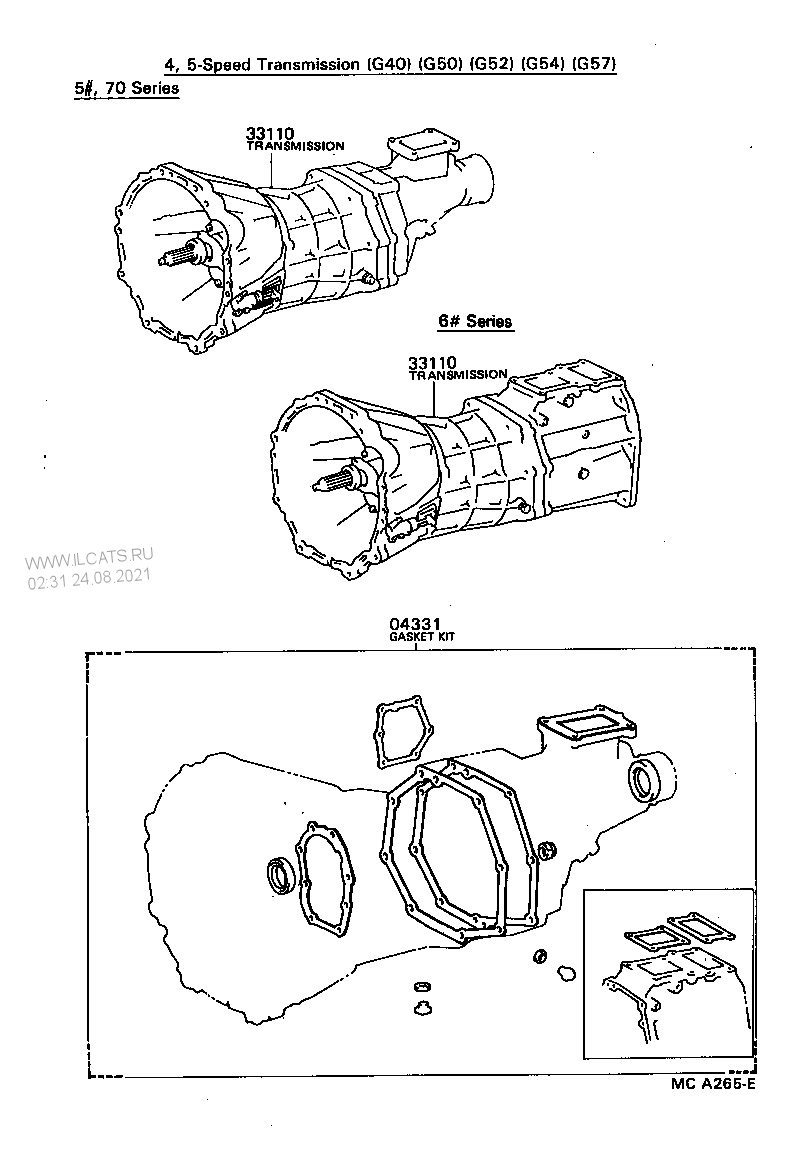 4, 5-Speed Transmission (G40) (G50) (G52) (G54) (G57)
5#, 70 Series
33110
TRANSMISSION
6# Series
33110
TRANSMISSION
WWW.ILCATS.RU
02:31 24.08.2021
04331
GASKET KIT
MC A265-E